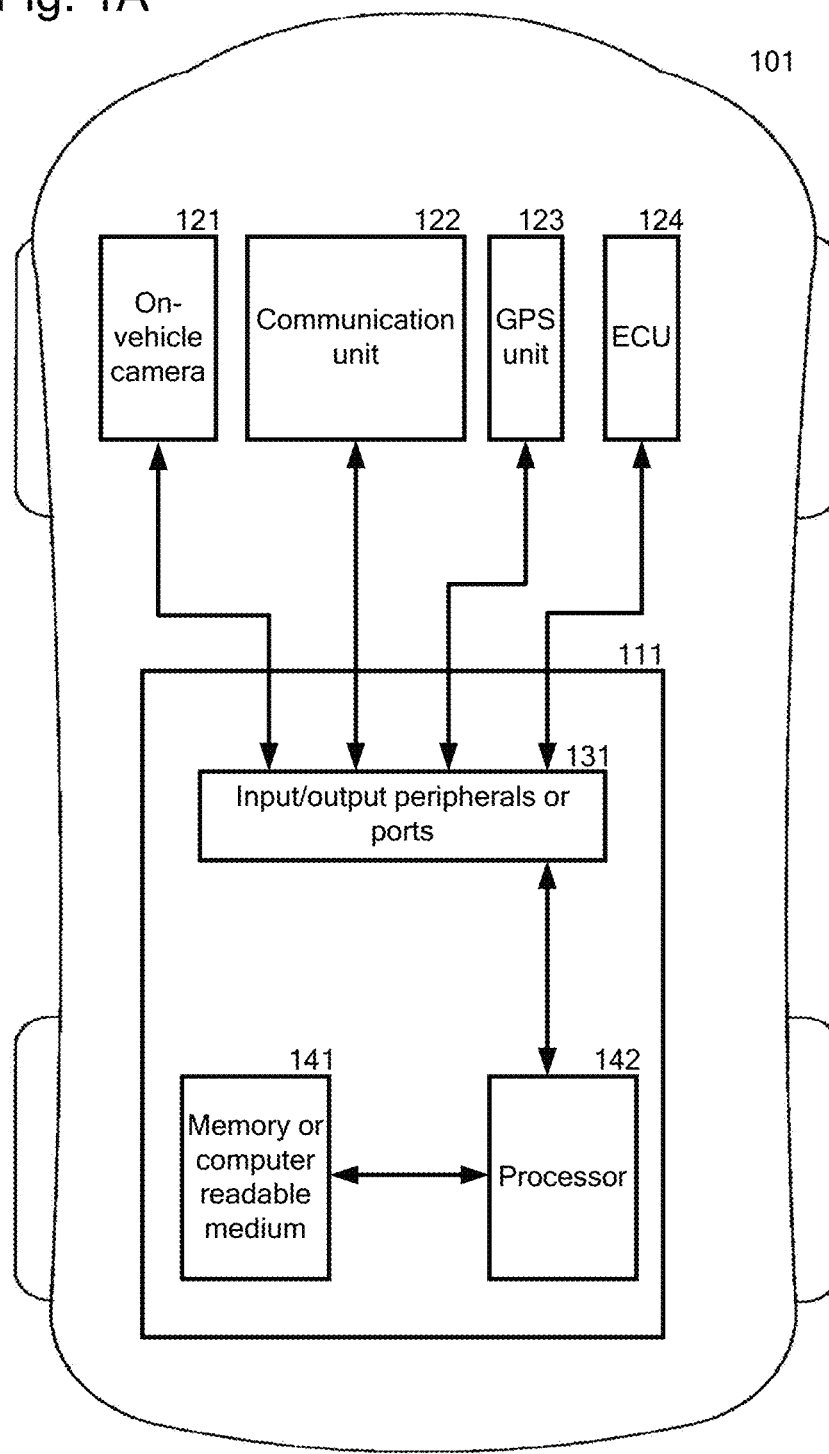 Fig. 1A
101
121
122
123
124
On-
vehicle
camera
Communication
unit
GPS
unit
ECU
111
131
Input/output peripherals or
ports
141
142
Memory or
computer
readable
medium
Processor